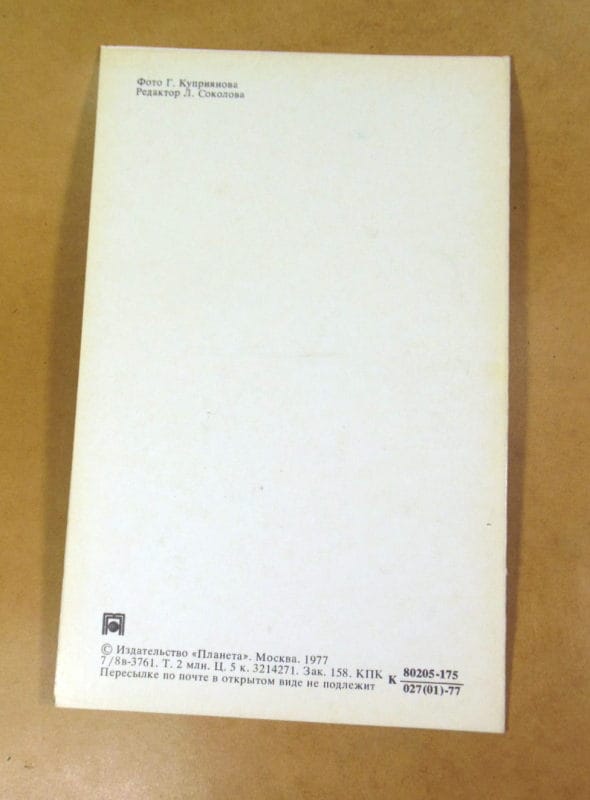 Фото Г. Куприянова
Редактор Л. Соколова
© Издательство «Планета». Москва. 1977
7/8в-3761. Т. 2 млн. Ц. 5 к. 3214271. Зак. 158. КПК
Пересылке по почте в открытом виде не подлежит
К 80205-175
027(01)-77